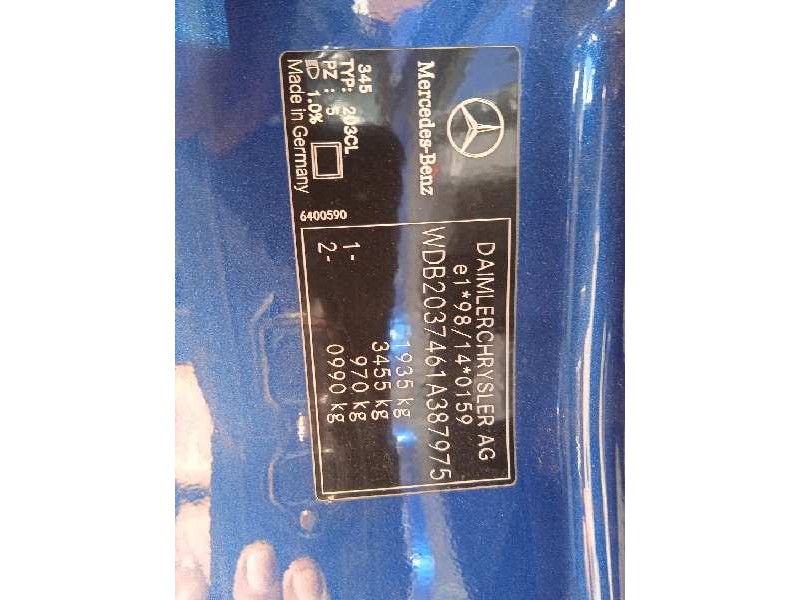 Mercedes-Benz
345
TYP: 203CL
PZ : 5
1.0%
Made in Germany
6400590
DAIMLERCHRYSLER AG
e1*98/14*0159
WDB2037461A387975
1935 kg
3455 kg
1- 970 kg
2- 0990 kg